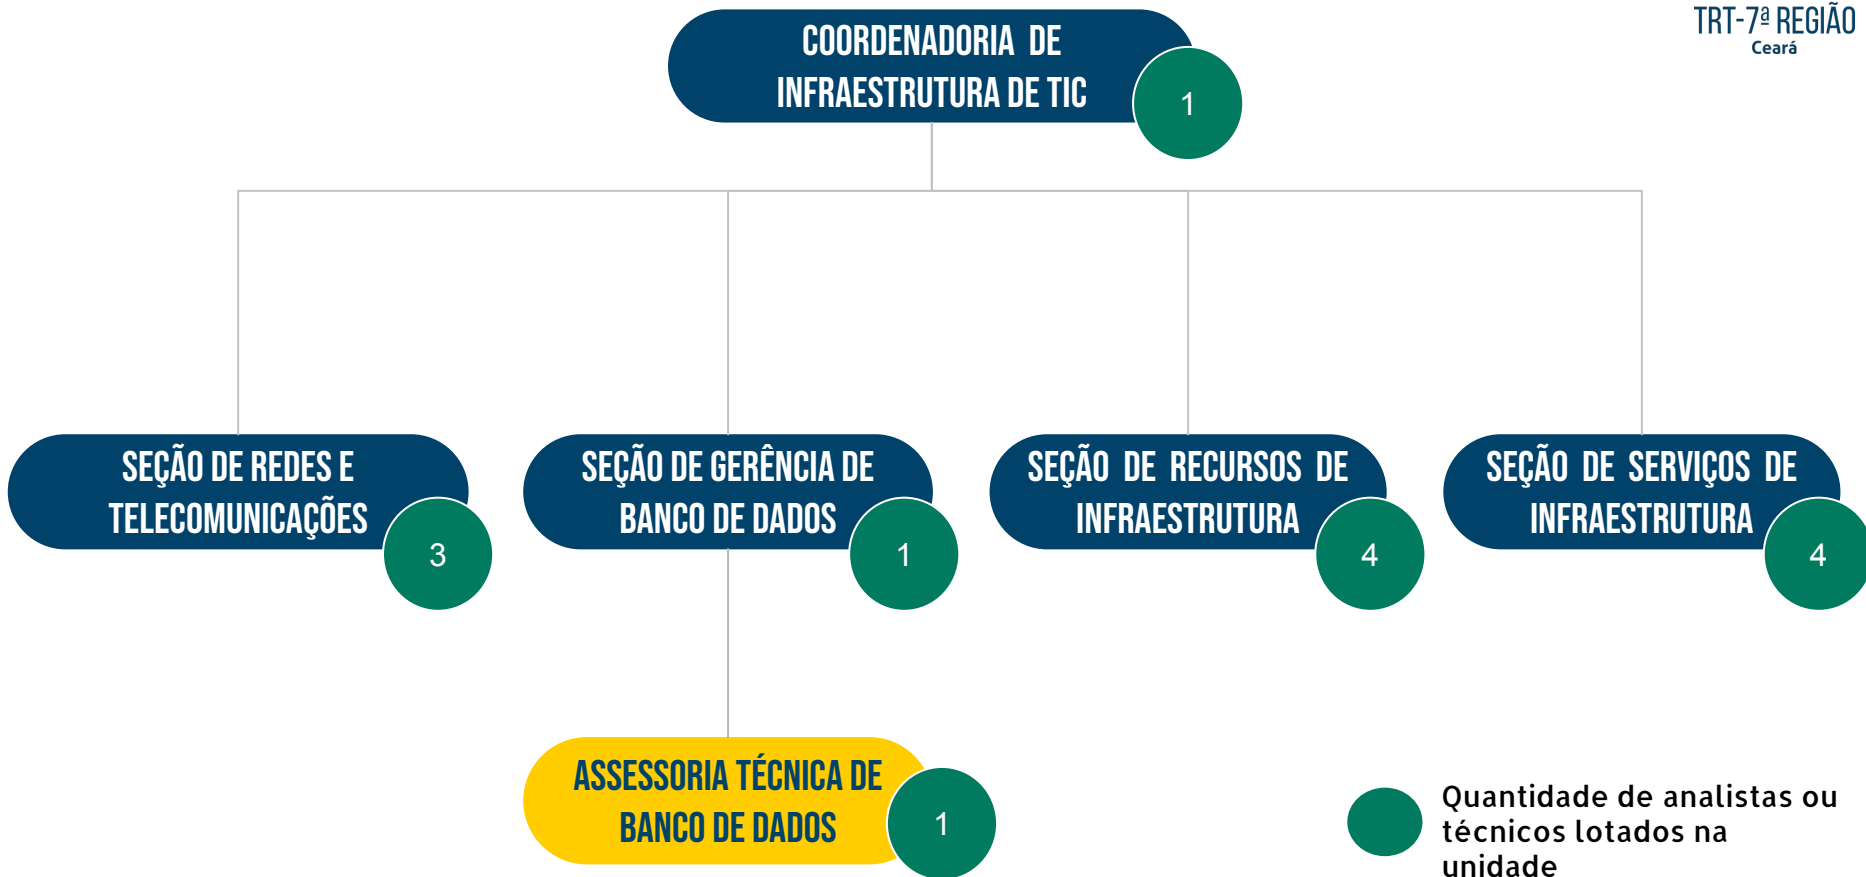 TRT-7ª REGIÃO
Ceará
COORDENADORIA DE
INFRAESTRUTURA DE TIC
1
SEÇÃO DE REDES E
TELECOMUNICAÇÕES
3
SEÇÃO DE GERÊNCIA DE
BANCO DE DADOS
1
SEÇÃO DE RECURSOS DE
INFRAESTRUTURA
4
SEÇÃO DE SERVIÇOS DE
INFRAESTRUTURA
4
ASSESSORIA TÉCNICA DE
BANCO DE DADOS
1
Quantidade de analistas ou
técnicos lotados na
unidade